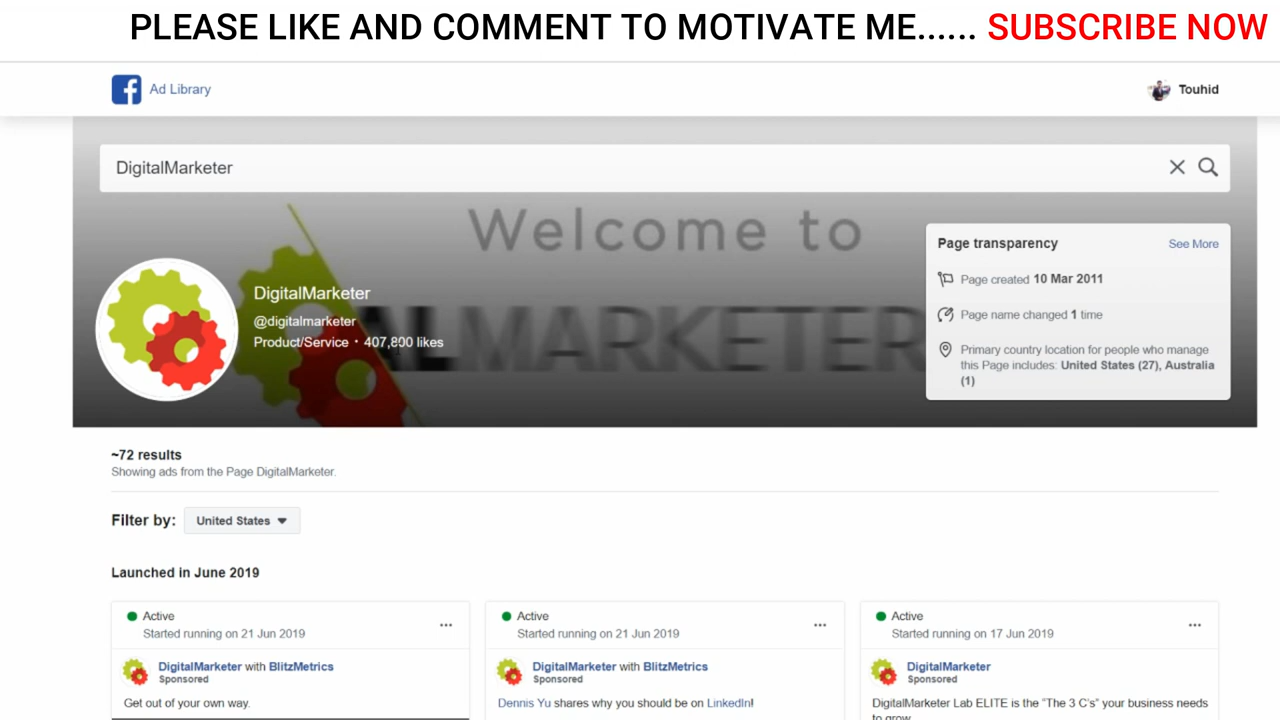 PLEASE LIKE AND COMMENT TO MOTIVATE ME...... SUBSCRIBE NOW
Ad Library
Touhid
DigitalMarketer
Welcome to
ALMARKETER
DigitalMarketer
@digitalmarketer
Product/Service · 407,800 likes
Page transparency
See More
Page created 10 Mar 2011
Page name changed 1 time
Primary country location for people who manage
this Page includes: United States (27), Australia
(1)
~72 results
Showing ads from the Page DigitalMarketer.
Filter by: United States
Launched in June 2019
Active
Started running on 21 Jun 2019
DigitalMarketer with BlitzMetrics
Sponsored
Get out of your own way.
Active
Started running on 21 Jun 2019
DigitalMarketer with BlitzMetrics
Sponsored
Dennis Yu shares why you should be on LinkedIn!
Active
Started running on 17 Jun 2019
DigitalMarketer
Sponsored
DigitalMarketer Lab ELITE is the "The 3 C's" your business needs
to grow